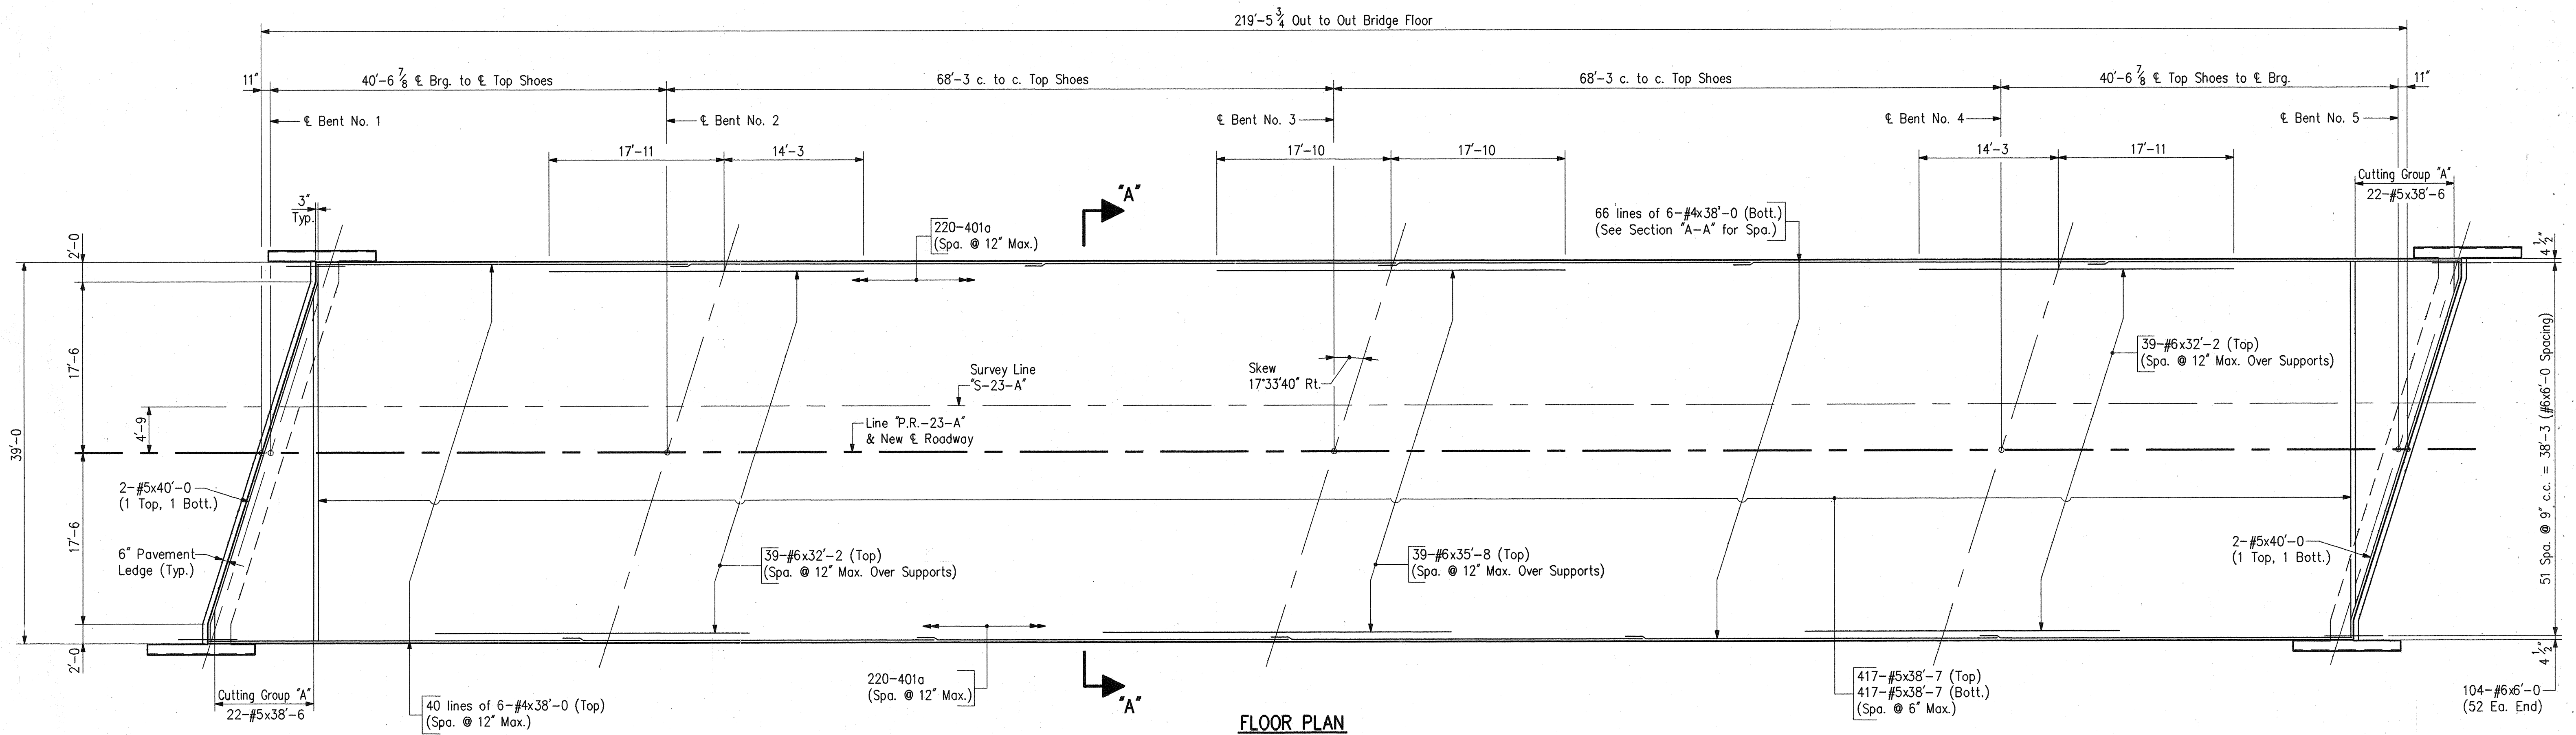 219'-5 3/4 Out to Out Bridge Floor
11"
40'-6 7/8 ℄ Brg. to ℄ Top Shoes
68'-3 c. to c. Top Shoes
68'-3 c. to c. Top Shoes
40'-6 7/8 ℄ Top Shoes to ℄ Brg.
11"
℄ Bent No. 1
℄ Bent No. 2
℄ Bent No. 3
℄ Bent No. 4
℄ Bent No. 5
17'-11
14'-3
17'-10
17'-10
14'-3
17'-11
Cutting Group "A"
22-#5x38'-6
3"
Typ.
"A"
220-401a
(Spa. @ 12" Max.)
66 lines of 6-#4x38'-0 (Bott.)
(See Section "A-A" for Spa.)
2'-0
4 1/2"
17'-6
39'-0
4'-9
17'-6
2'-0
Survey Line
"S-23-A"
Skew
17°33'40" Rt.
39-#6x32'-2 (Top)
(Spa. @ 12" Max. Over Supports)
Line "P.R.-23-A"
& New ℄ Roadway
51 Spa. @ 9" c.c. = 38'-3 (#6x6'-0 Spacing)
2-#5x40'-0
(1 Top, 1 Bott.)
6" Pavement
Ledge (Typ.)
39-#6x32'-2 (Top)
(Spa. @ 12" Max. Over Supports)
39-#6x35'-8 (Top)
(Spa. @ 12" Max. Over Supports)
2-#5x40'-0
(1 Top, 1 Bott.)
4 1/2"
Cutting Group "A"
22-#5x38'-6
40 lines of 6-#4x38'-0 (Top)
(Spa. @ 12" Max.)
220-401a
(Spa. @ 12" Max.)
"A"
417-#5x38'-7 (Top)
417-#5x38'-7 (Bott.)
(Spa. @ 6" Max.)
104-#6x6'-0
(52 Ea. End)
FLOOR PLAN